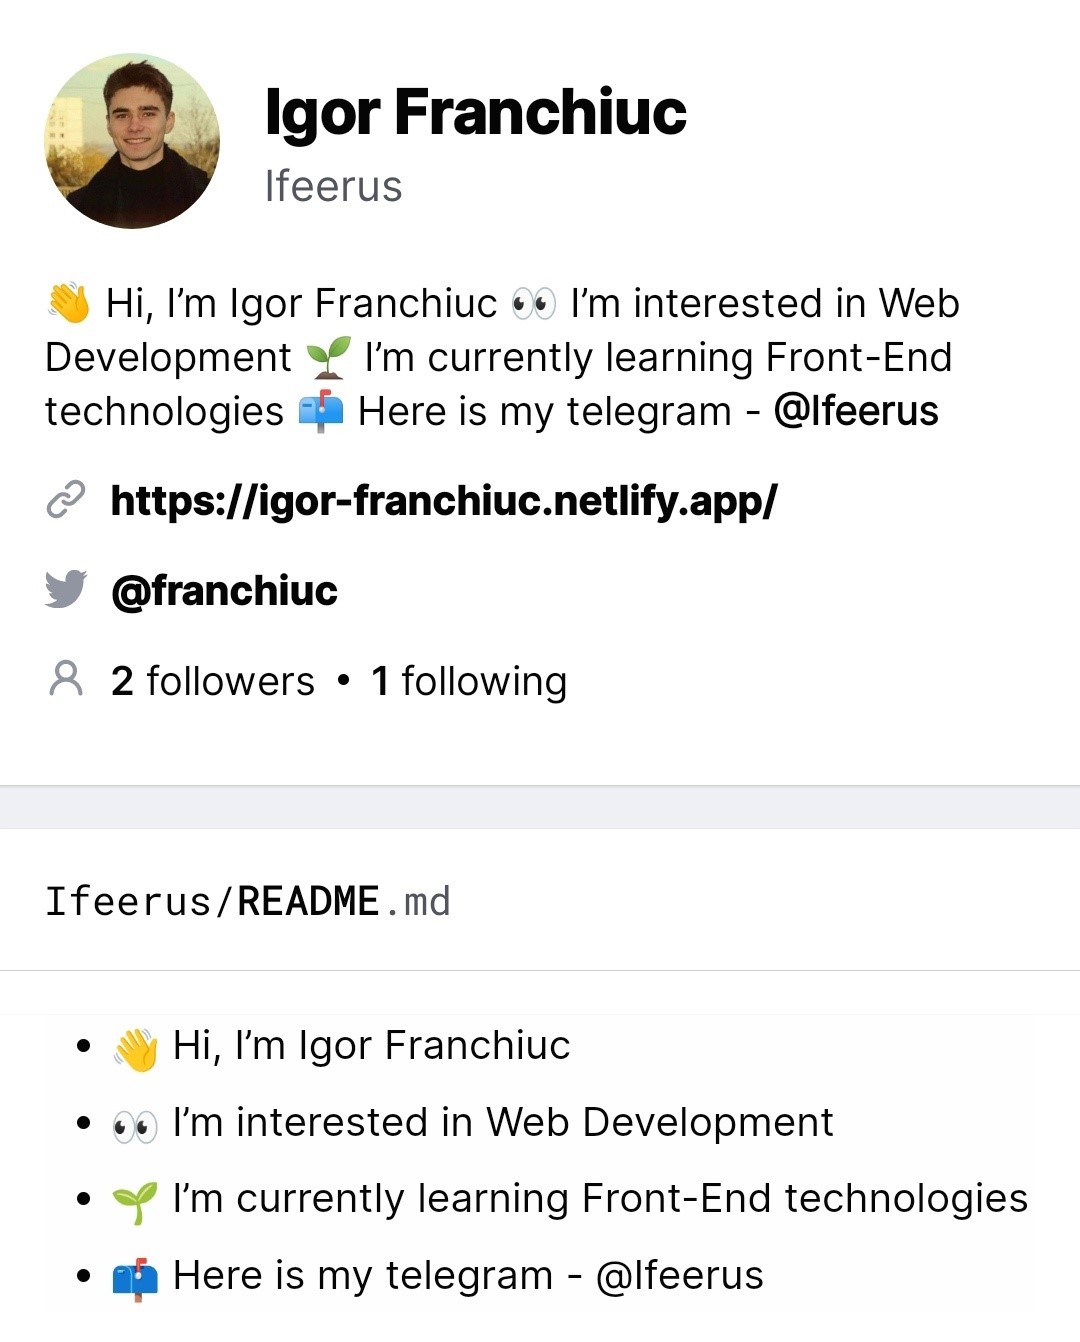 Igor Franchiuc
Ifeerus
👋 Hi, I’m Igor Franchiuc 👀 I’m interested in Web
Development 🌱 I’m currently learning Front-End
technologies 📫 Here is my telegram - @Ifeerus
https://igor-franchiuc.netlify.app/
@franchiuc
2 followers • 1 following
Ifeerus/README.md
• 👋 Hi, I’m Igor Franchiuc
• 👀 I’m interested in Web Development
• 🌱 I’m currently learning Front-End technologies
• 📫 Here is my telegram - @Ifeerus